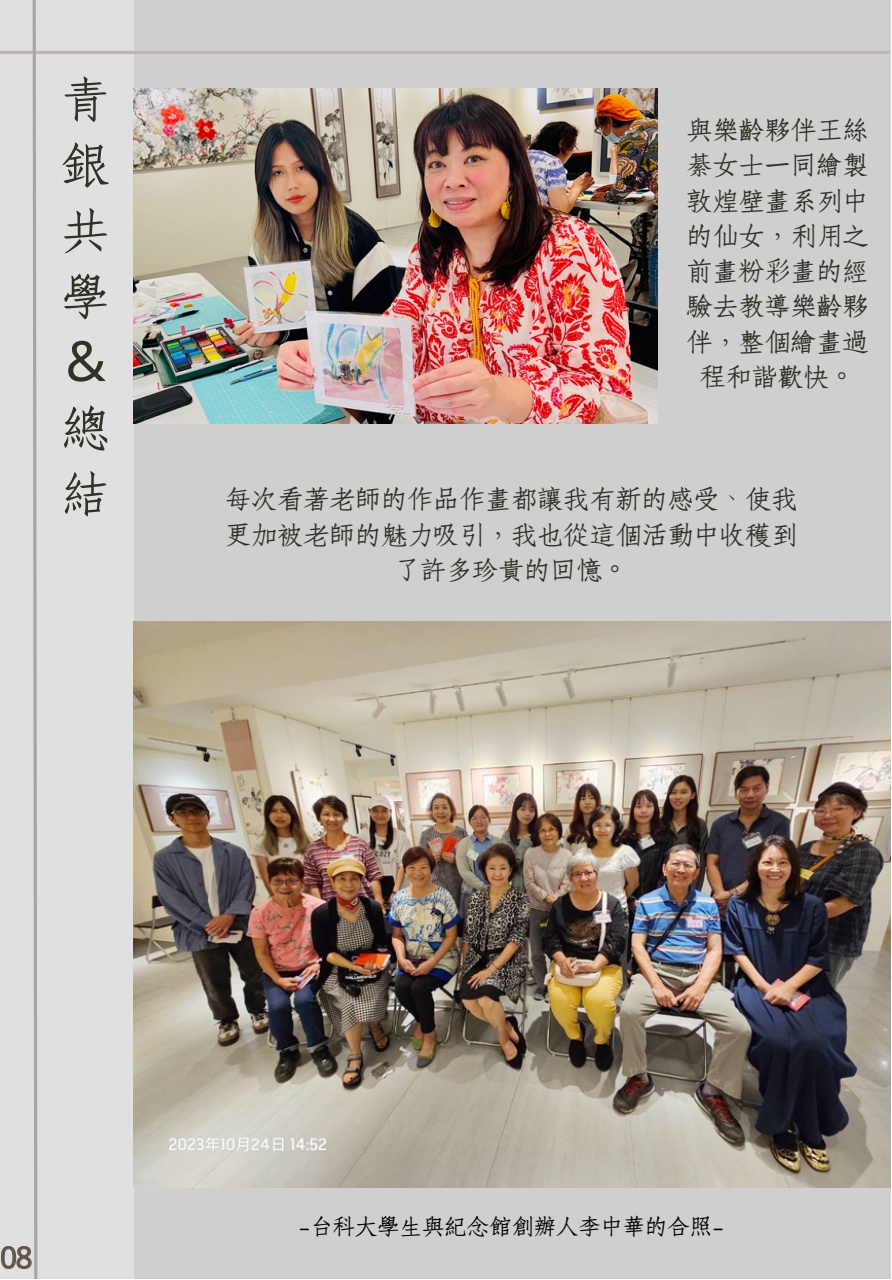 青銀共學&總結
與樂齡夥伴王絲
綦女士一同繪製
敦煌壁畫系列中
的仙女，利用之
前畫粉彩畫的經
驗去教導樂齡夥
伴，整個繪畫過
程和諧歡快。
每次看著老師的作品作畫都讓我有新的感受、使我
更加被老師的魅力吸引，我也從這個活動中收穫到
了許多珍貴的回憶。
2023年10月24日 14:52
–台科大學生與紀念館創辦人李中華的合照–
08